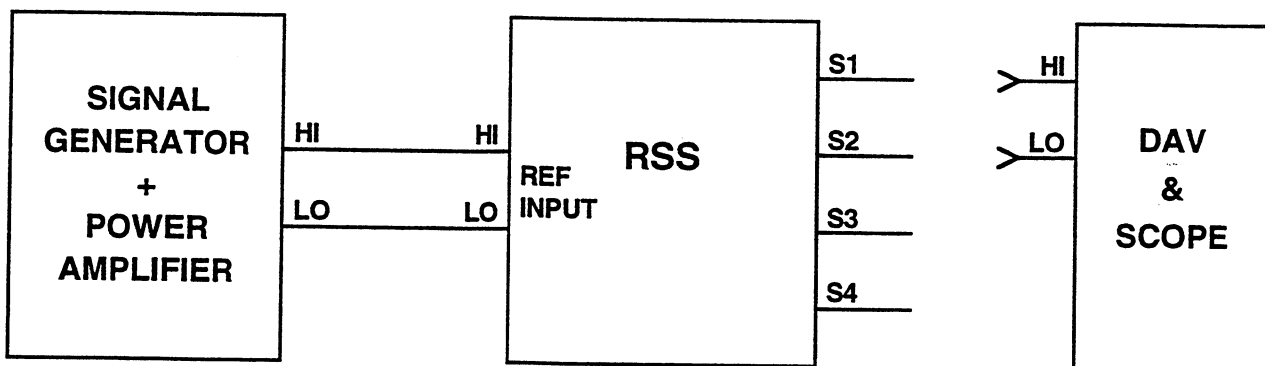 SIGNAL
GENERATOR
+
POWER
AMPLIFIER
HI
LO
HI
LO
REF
INPUT
RSS
S1
S2
S3
S4
HI
LO
DAV
&
SCOPE